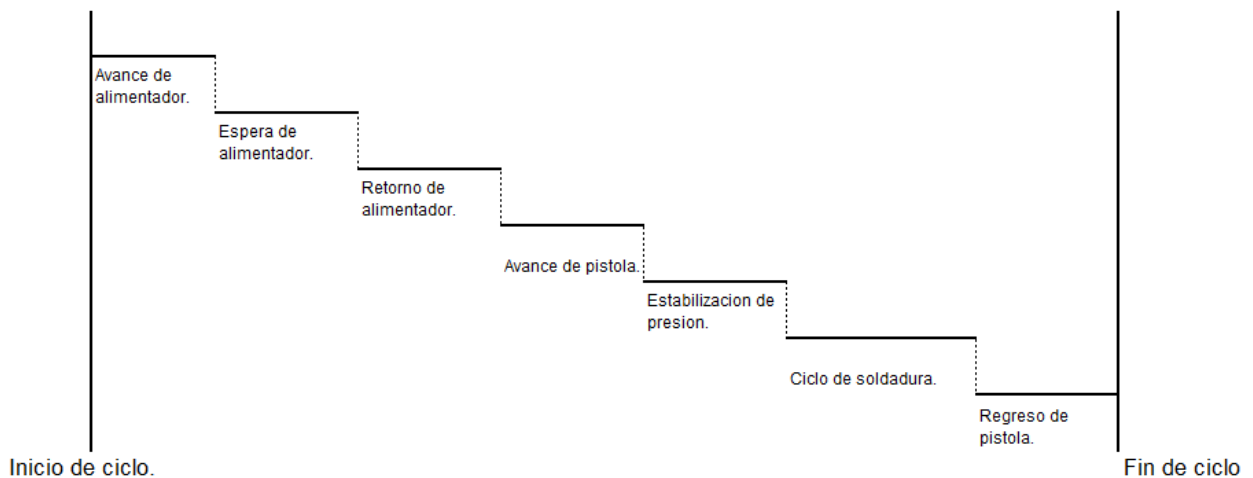 Avance de
alimentador.
Espera de
alimentador.
Retorno de
alimentador.
Avance de pistola.
Estabilizacion de
presion.
Ciclo de soldadura.
Regreso de
pistola.
Inicio de ciclo.
Fin de ciclo